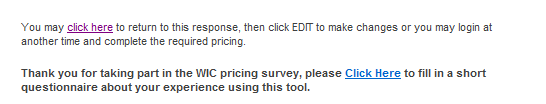 You may click here to return to this response, then click EDIT to make changes or you may login at
another time and complete the required pricing.
Thank you for taking part in the WIC pricing survey, please Click Here to fill in a short
questionnaire about your experience using this tool.